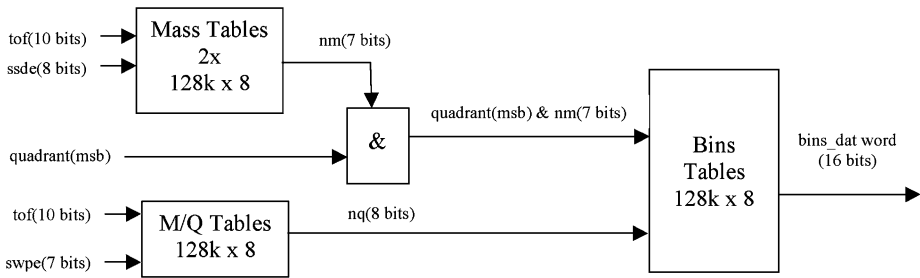 tof(10 bits)
ssde(8 bits)
Mass Tables
2x
128k x 8
nm(7 bits)
quadrant(msb)
&
quadrant(msb) & nm(7 bits)
tof(10 bits)
swpe(7 bits)
M/Q Tables
128k x 8
nq(8 bits)
Bins
Tables
128k x 8
bins_dat word
(16 bits)